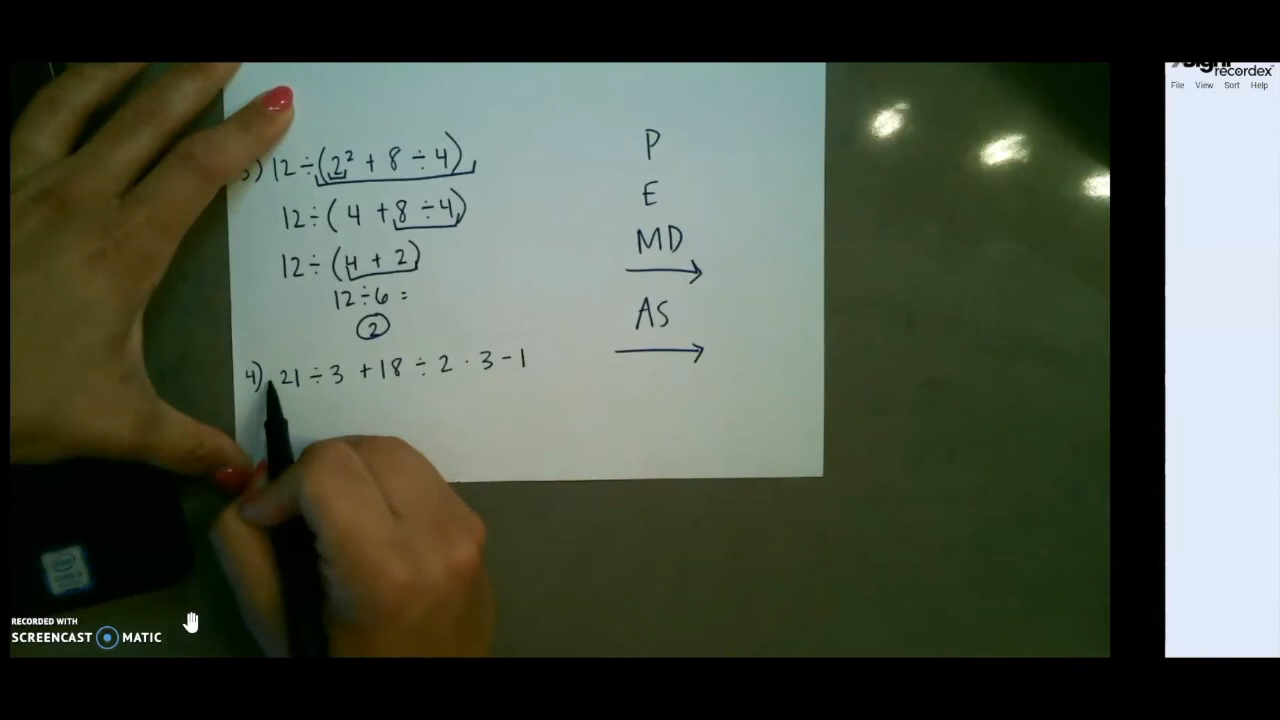 ) 12 ÷ (2² + 8 ÷ 4)
12 ÷ ( 4 + 8 ÷ 4)
12 ÷ (4 + 2)
12 ÷ 6 =
2
4) 21 ÷ 3 + 18 ÷ 2 · 3 - 1
P
E
MD
AS
recordex
File View Sort Help
RECORDED WITH
SCREENCAST MATIC